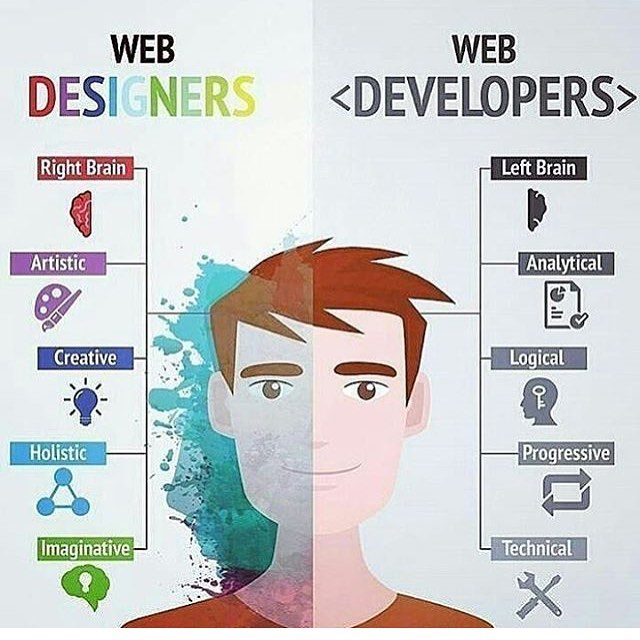 WEB
DESIGNERS
Right Brain
Artistic
Creative
Holistic
Imaginative
WEB
<DEVELOPERS>
Left Brain
Analytical
Logical
Progressive
Technical